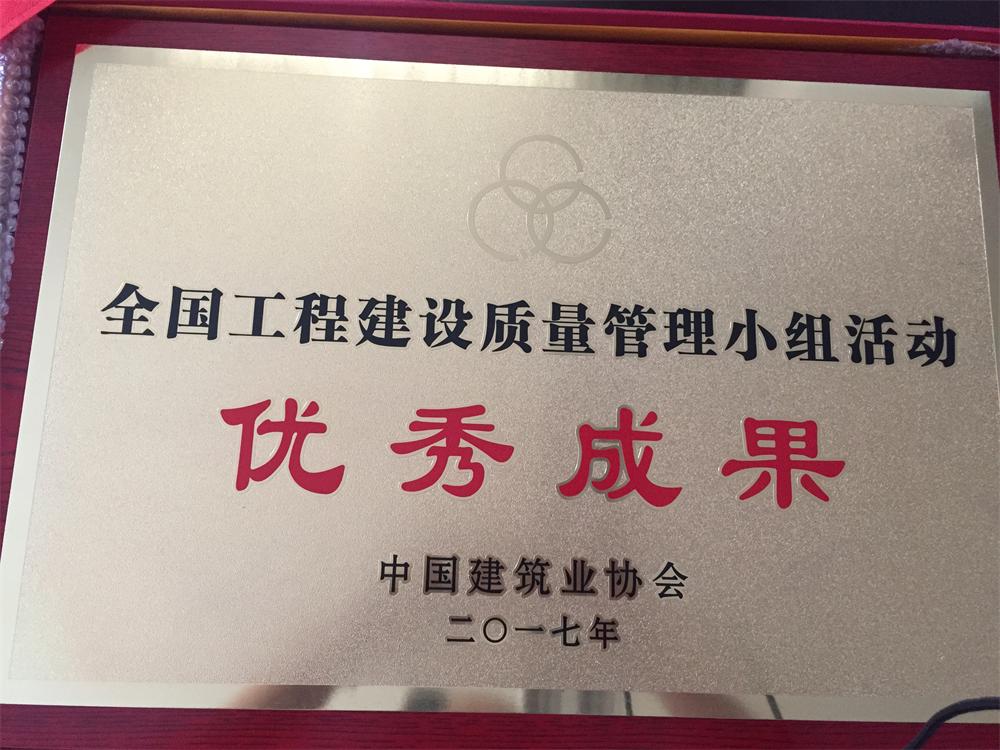 全国工程建设质量管理小组活动
优秀成果
中国建筑业协会
二〇一七年